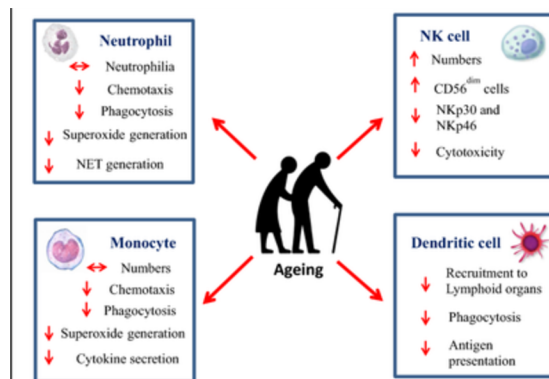 Neutrophil
↔ Neutrophilia
↓ Chemotaxis
↓ Phagocytosis
↓ Superoxide generation
↓ NET generation
NK cell
↑ Numbers
↑ CD56dim cells
↓ NKp30 and
NKp46
↓ Cytotoxicity
Ageing
Monocyte
↔ Numbers
↓ Chemotaxis
↓ Phagocytosis
↓ Superoxide generation
↓ Cytokine secretion
Dendritic cell
↓ Recruitment to
Lymphoid organs
↓ Phagocytosis
↓ Antigen
presentation